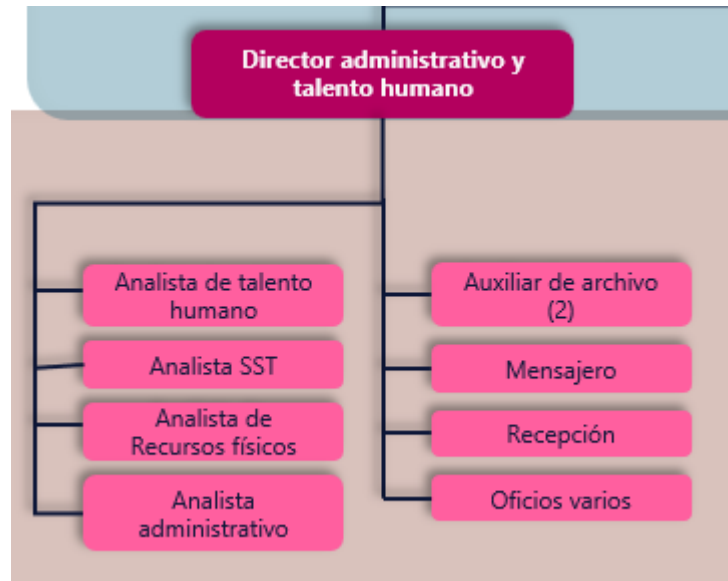 Director administrativo y
talento humano
Analista de talento
humano
Analista SST
Analista de
Recursos físicos
Analista
administrativo
Auxiliar de archivo
(2)
Mensajero
Recepción
Oficios varios